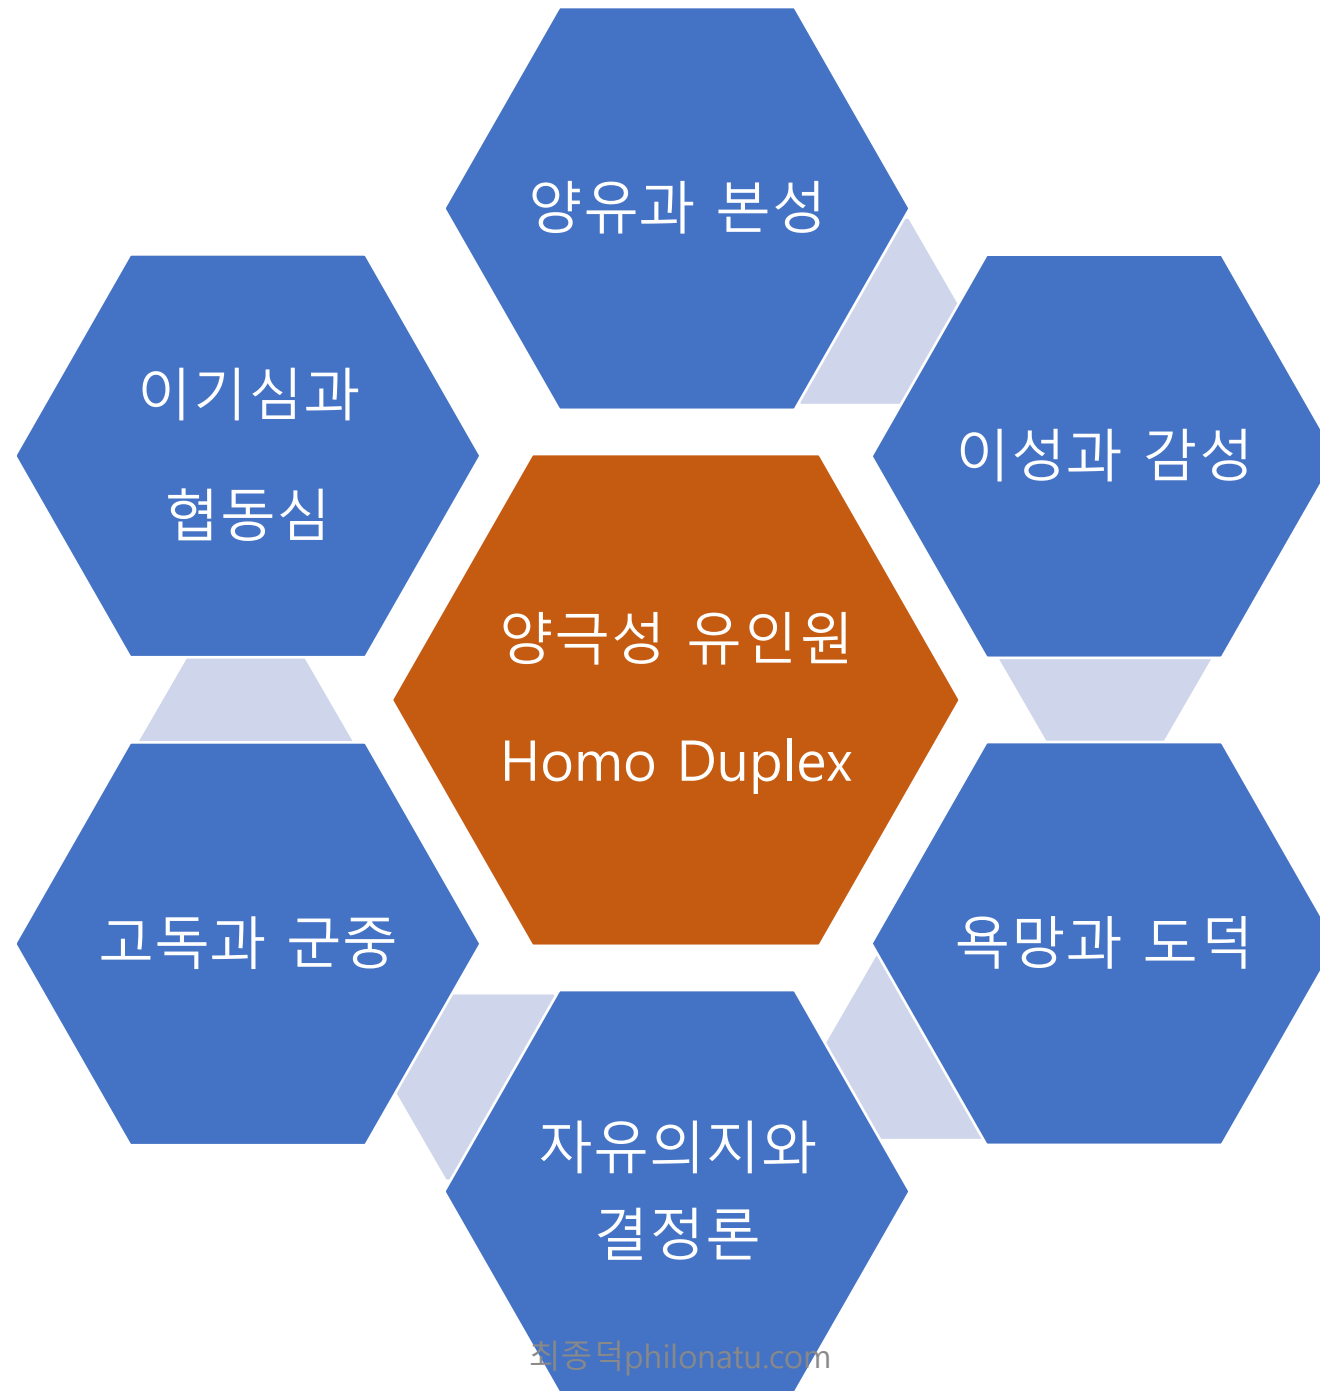 양유과 본성
이성과 감성
욕망과 도덕
자유의지와
결정론
고독과 군중
이기심과
협동심
양극성 유인원
Homo Duplex
최종덕philonatu.com